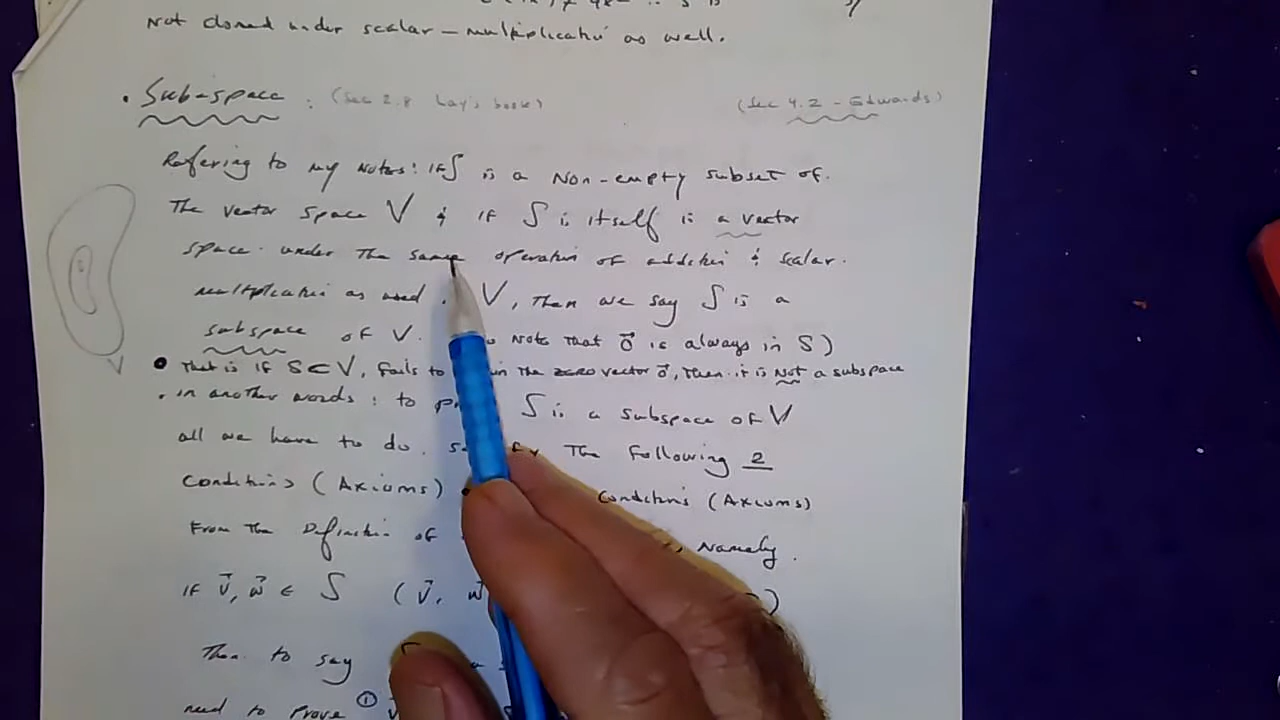 Not closed under scalar-multiplication as well.
• Subspace : (Sec 2.8 Lay's book) (Sec 4.2 - Edwards)
Refering to my Notes: IF S is a Non-empty subset of.
The vector space V & if S is itself is a vector
space under the same operation of addition & scalar.
multiplication as used V, then we say S is a
subspace of V. Note that 0⃗ is always in S)
V
• That is if S⊂V, fails to in the zero vector 0⃗, then it is Not a subspace
. in another words : to S is a subspace of V
all we have to do. The following 2
Conditions (Axioms) Conditions (Axioms)
From the Definition of Namely.
if v⃗, w⃗ ∈ S (v⃗, w⃗ )
Then to say
need to prove ①